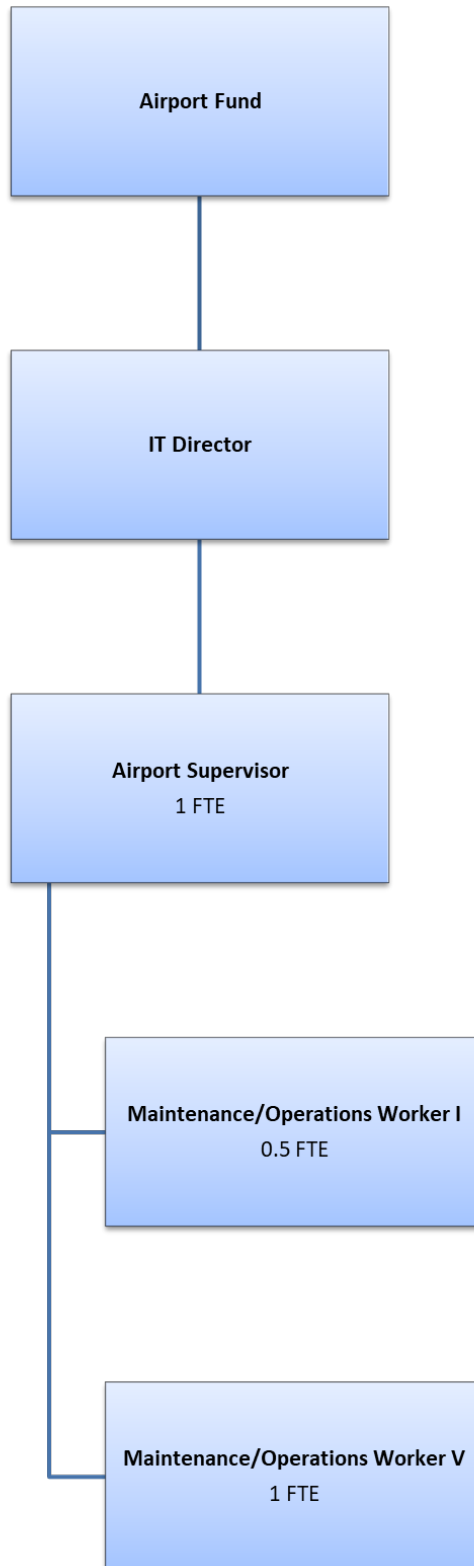 Airport Fund
IT Director
Airport Supervisor
1 FTE
Maintenance/Operations Worker I
0.5 FTE
Maintenance/Operations Worker V
1 FTE